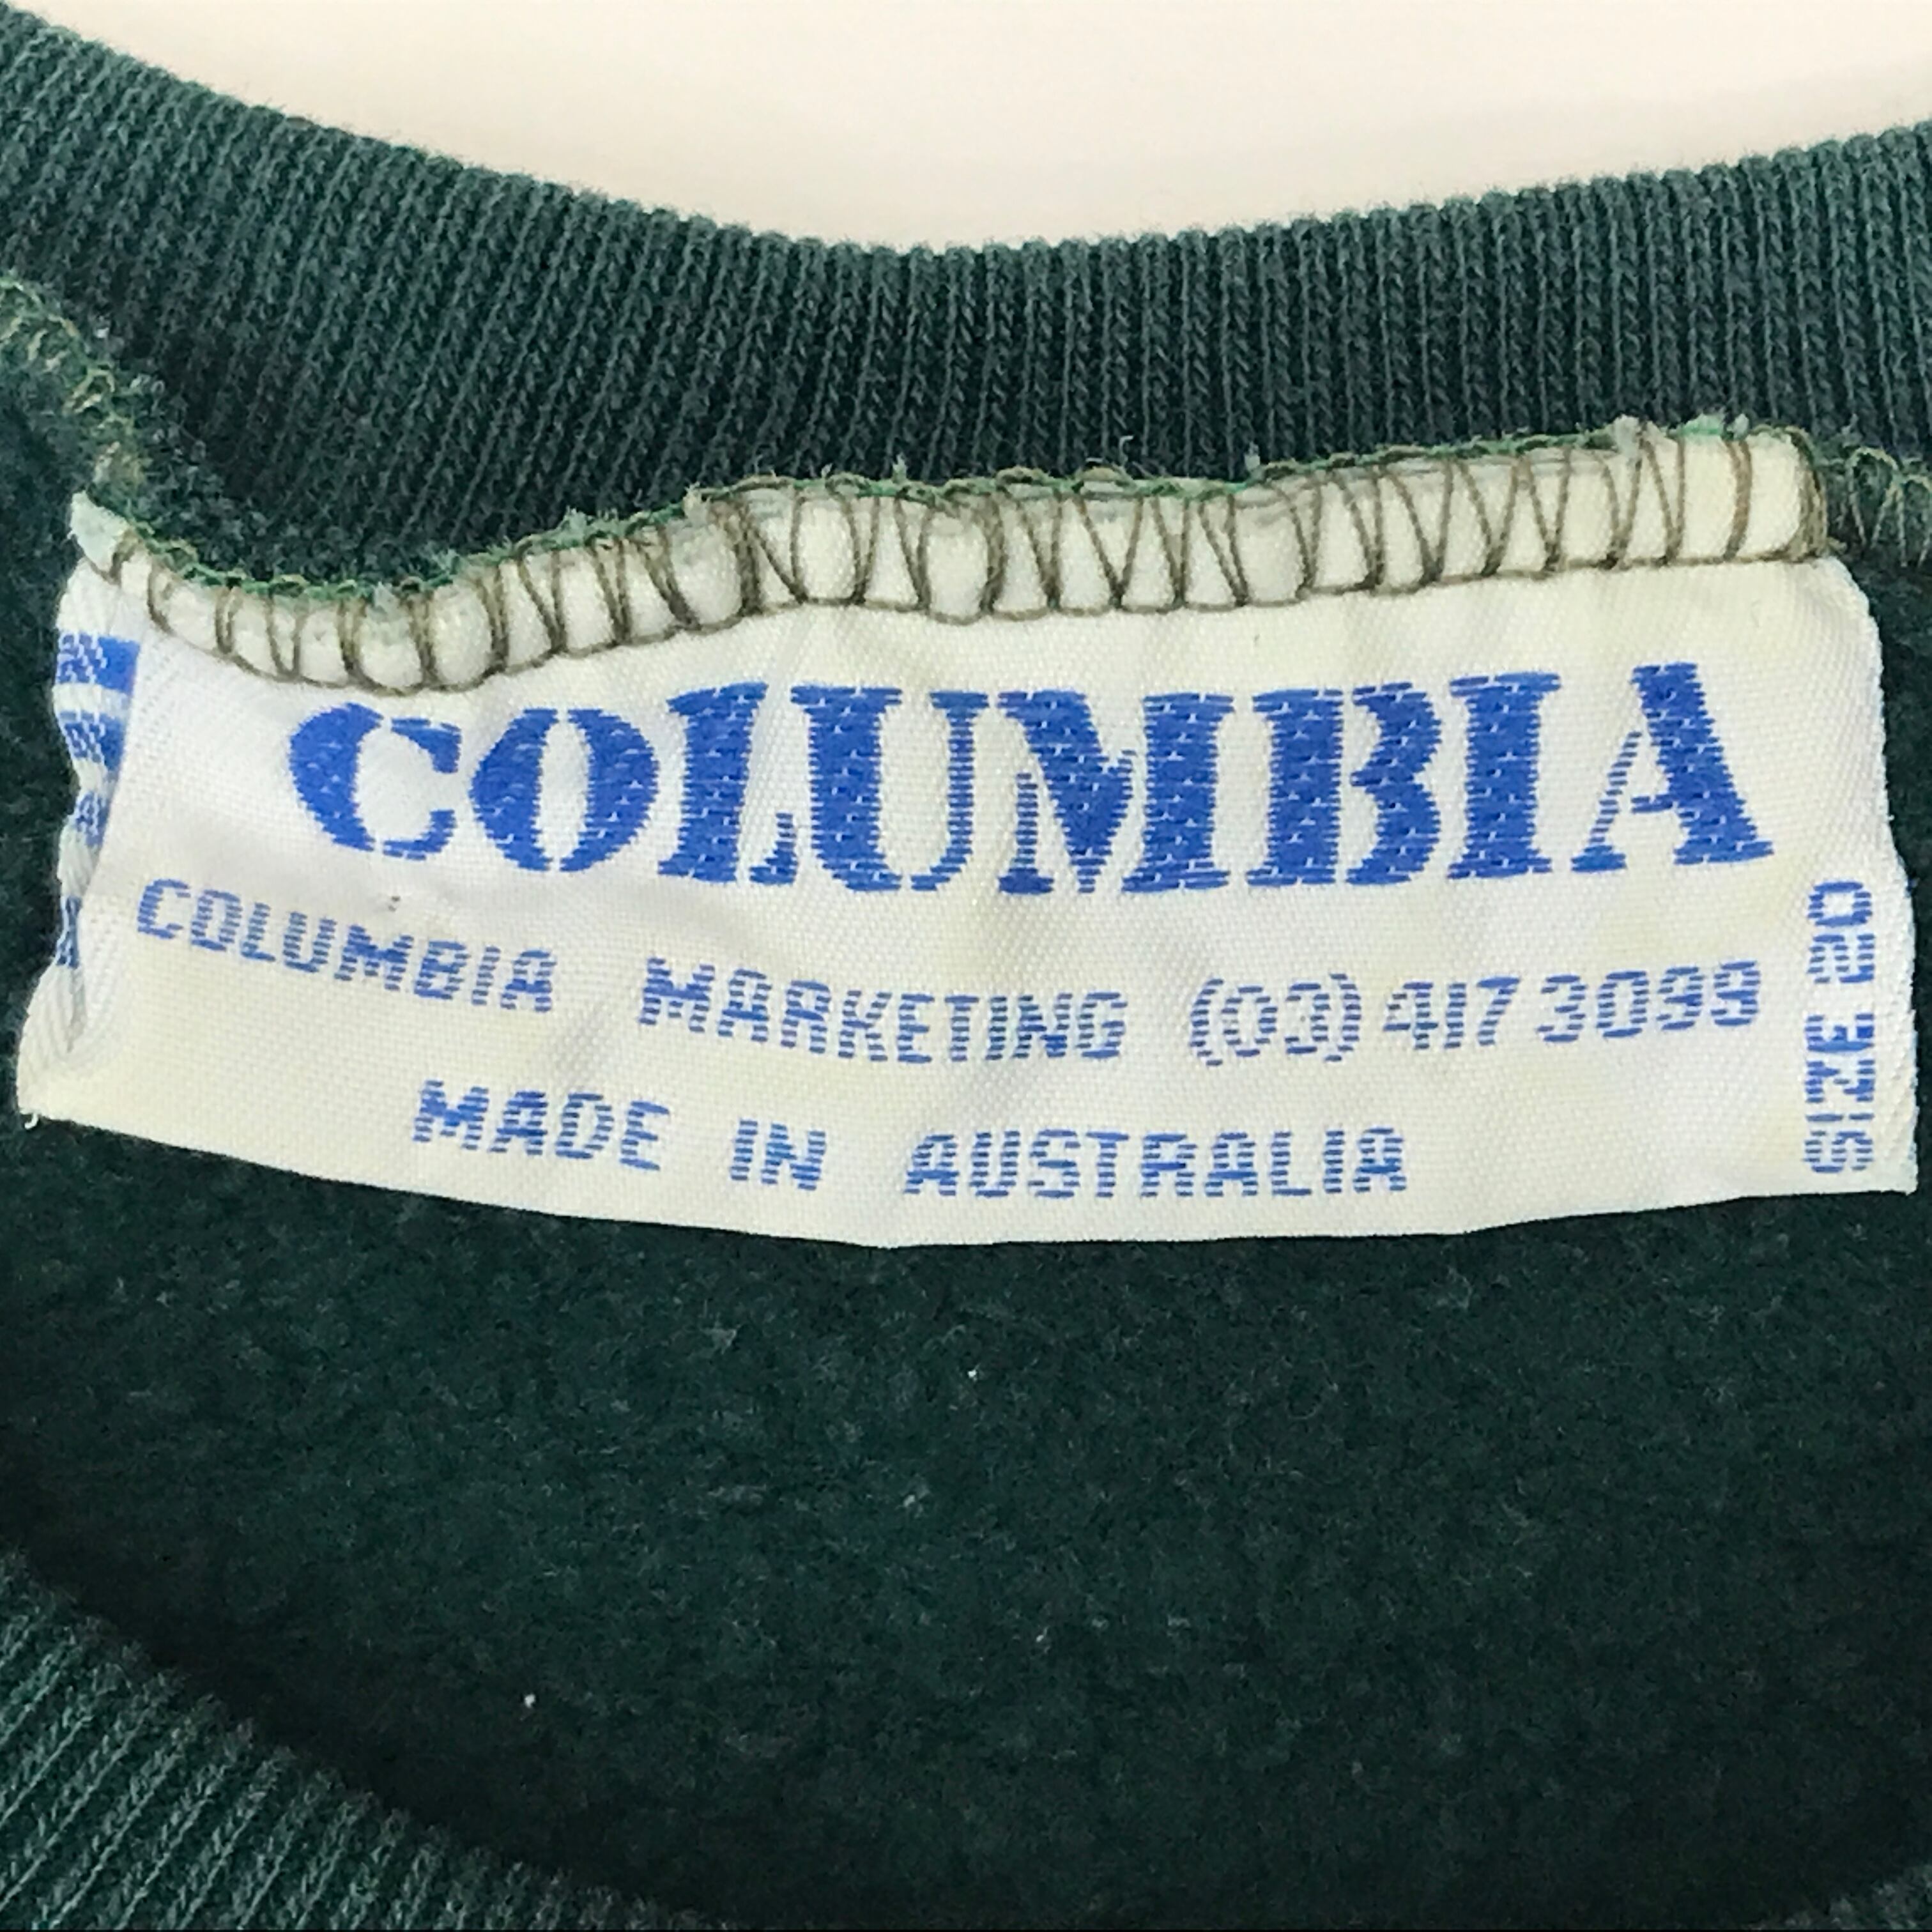 COLUMBIA
COLUMBIA MARKETING (03) 417 3099
MADE IN AUSTRALIA
SIZE 20